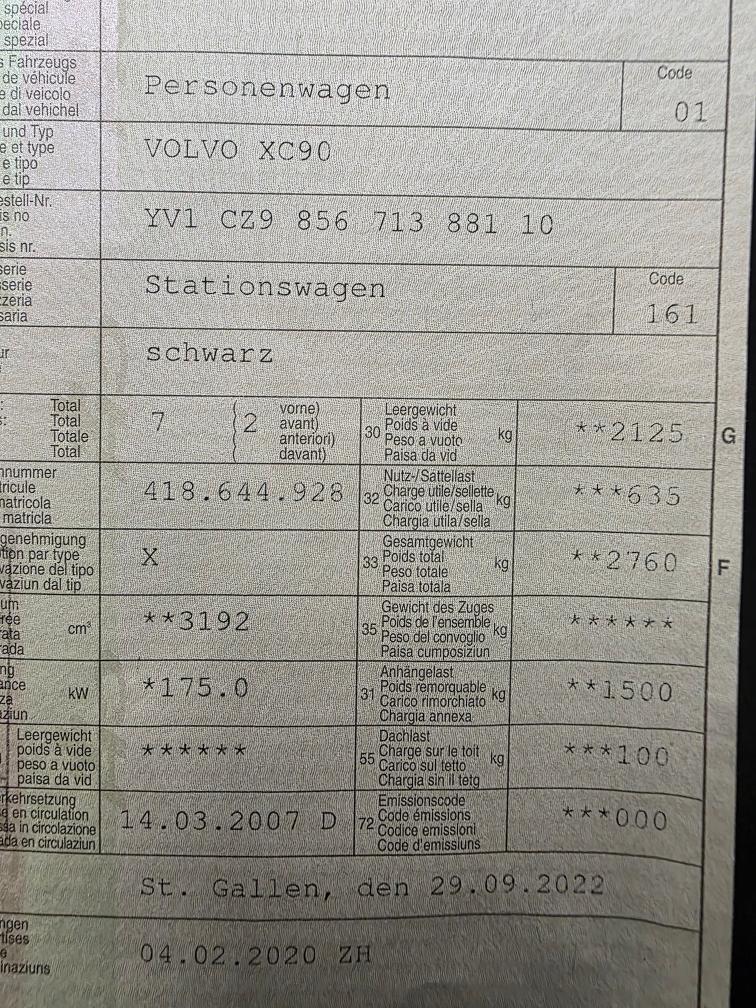 spécial
speciale
spezial
s Fahrzeugs
de véhicule
e di veicolo
dal vehichel
Personenwagen
Code
01
und Typ
e et type
e tipo
e tip
VOLVO XC90
estell-Nr.
is no
n.
sis nr.
YV1 CZ9 856 713 881 10
serie
sserie
zzeria
saria
Stationswagen
Code
161
ur
schwarz
: Total
s: Total
Totale
Total
7 ( 2 vorne)
avant)
anteriori)
davant)
30 Leergewicht
Poids à vide
Peso a vuoto kg
Paisa da vid
**2125
G
nnummer
tricule
matricola
matricla
418.644.928
32 Nutz-/Sattellast
Charge utile/sellette kg
Carico utile/sella
Chargia utila/sella
***635
genehmigung
tion par type
vazione del tipo
vaziun dal tip
X
33 Gesamtgewicht
Poids total kg
Peso totale
Paisa totala
**2760
F
um
rée
rata
rada
cm³
**3192
35 Gewicht des Zuges
Poids de l'ensemble kg
Peso del convoglio
Paisa cumposiziun
******
ng
ance
za
aziun
kW
*175.0
31 Anhängelast
Poids remorquable kg
Carico rimorchiato
Chargia annexa
**1500
Leergewicht
poids à vide
peso a vuoto
paisa da vid
******
55 Dachlast
Charge sur le toit kg
Carico sul tetto
Chargia sin il tetg
***100
erkehrsetzung
e en circulation
ssa in circolazione
ada en circulaziun
14.03.2007 D
72 Emissionscode
Code émissions
Codice emissioni
Code d'emissiuns
***000
St. Gallen, den 29.09.2022
ngen
tises
e
inaziuns
04.02.2020 ZH